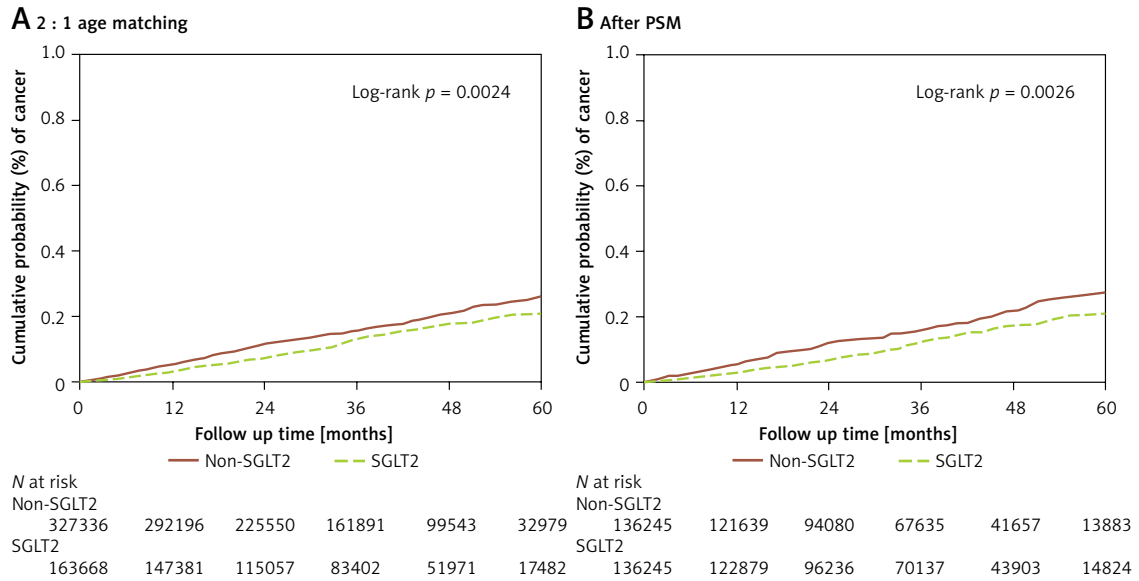 A 2 : 1 age matching
Cumulative probability (%) of cancer
1.0
0.8
0.6
0.4
0.2
0
Log-rank p = 0.0024
0 12 24 36 48 60
Follow up time [months]
Non-SGLT2 SGLT2
N at risk
Non-SGLT2
327336 292196 225550 161891 99543 32979
SGLT2
163668 147381 115057 83402 51971 17482
B After PSM
Cumulative probability (%) of cancer
1.0
0.8
0.6
0.4
0.2
0
Log-rank p = 0.0026
0 12 24 36 48 60
Follow up time [months]
Non-SGLT2 SGLT2
N at risk
Non-SGLT2
136245 121639 94080 67635 41657 13883
SGLT2
136245 122879 96236 70137 43903 14824